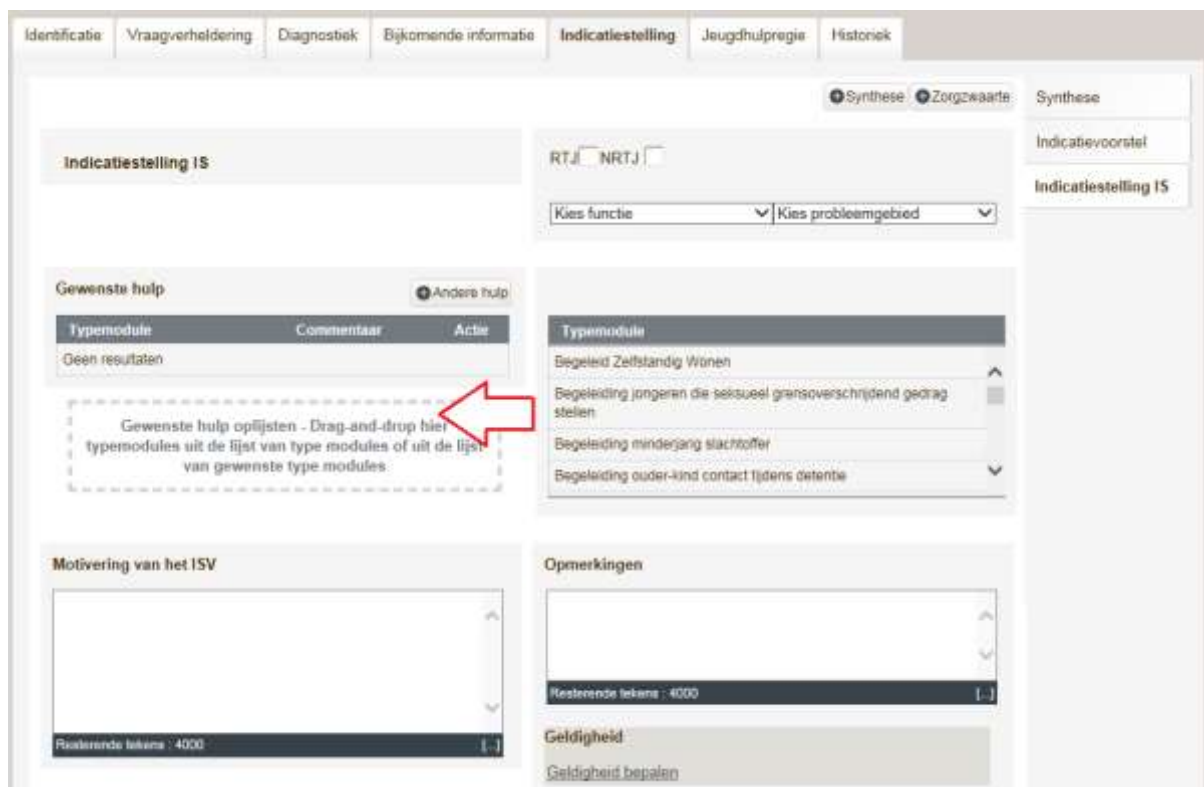 Identificatie Vraagverheldering Diagnostiek Bijkomende informatie Indicatiestelling Jeugdhulpregie Historiek
Synthese Zorgzwaarte
Synthese
Indicatievoorstel
Indicatiestelling IS
Indicatiestelling IS
RTJ NRTJ
Kies functie Kies probleemgebied
Gewenste hulp
Andere hulp
Typemodule Commentaar Actie
Geen resultaten
Gewenste hulp oplijsten - Drag-and-drop hier
typemodules uit de lijst van type modules of uit de lijst
van gewenste type modules
Typemodule
Begeleid Zelfstandig Wonen
Begeleiding jongeren die seksueel grensoverschrijdend gedrag
stellen
Begeleiding minderjarig slachtoffer
Begeleiding ouder-kind contact tijdens detentie
Motivering van het ISV
Resterende tekens : 4000 [...]
Opmerkingen
Resterende tekens : 4000 [...]
Geldigheid
Geldigheid bepalen